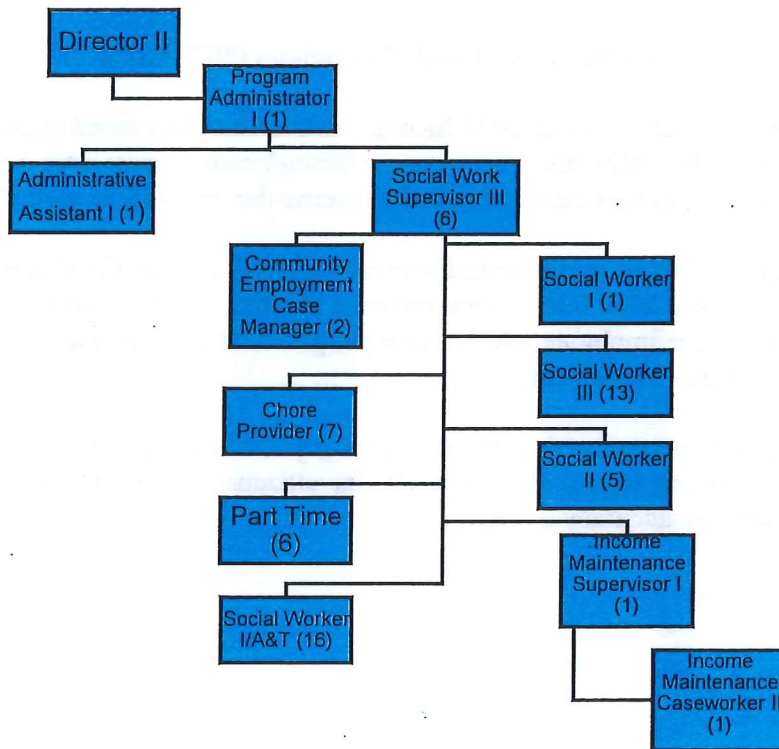 Director II
Program
Administrator
I (1)
Administrative
Assistant I (1)
Social Work
Supervisor III
(6)
Community
Employment
Case
Manager (2)
Social Worker
I (1)
Social Worker
III (13)
Chore
Provider (7)
Social Worker
II (5)
Part Time
(6)
Income
Maintenance
Supervisor I
(1)
Social Worker
I/A&T (16)
Income
Maintenance
Caseworker II
(1)